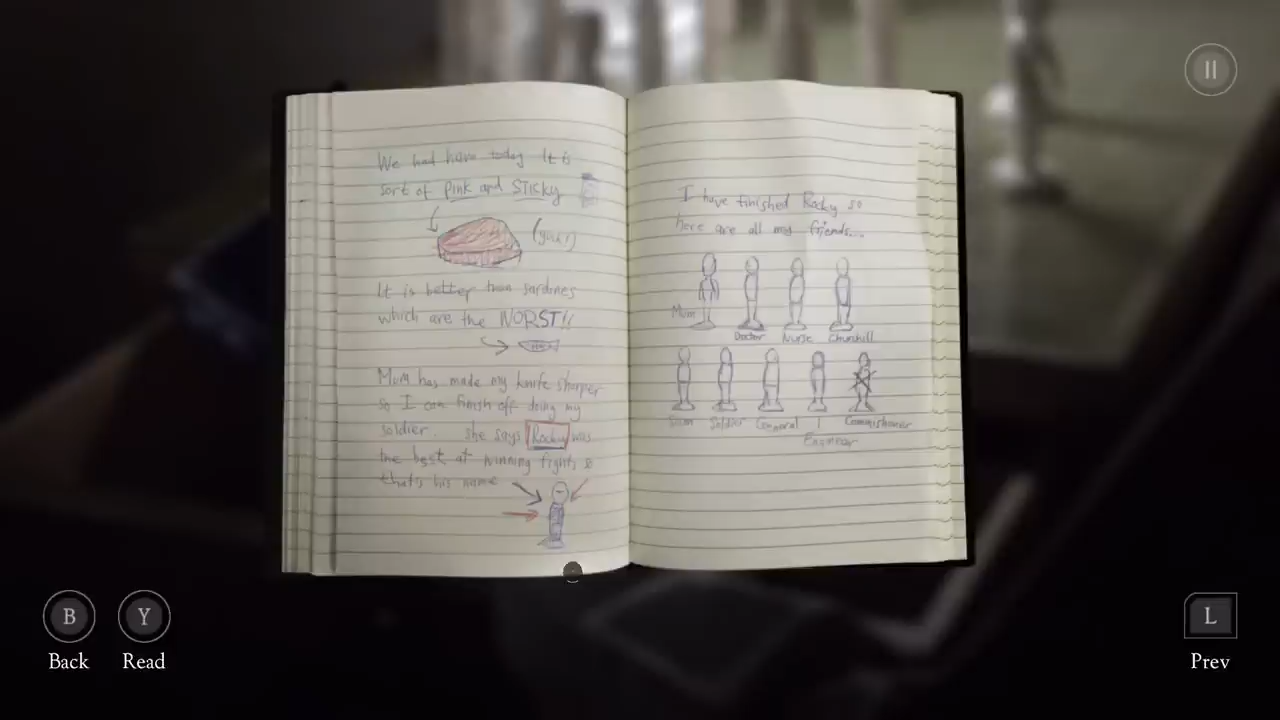 We had ham today It is
sort of Pink and STICKY
(yuk!)
It is better than sardines
which are the WORST!!
Mum has made my knife sharper
so I can finish off doing my
soldier she says Rocky was
the best at winning fights so
thats his name
I have finished Rocky so
here are all my friends...
Mum
Doctor Nurse Churchill
Soldier General I Commishoner
Engineer
B Y
Back Read
L
Prev